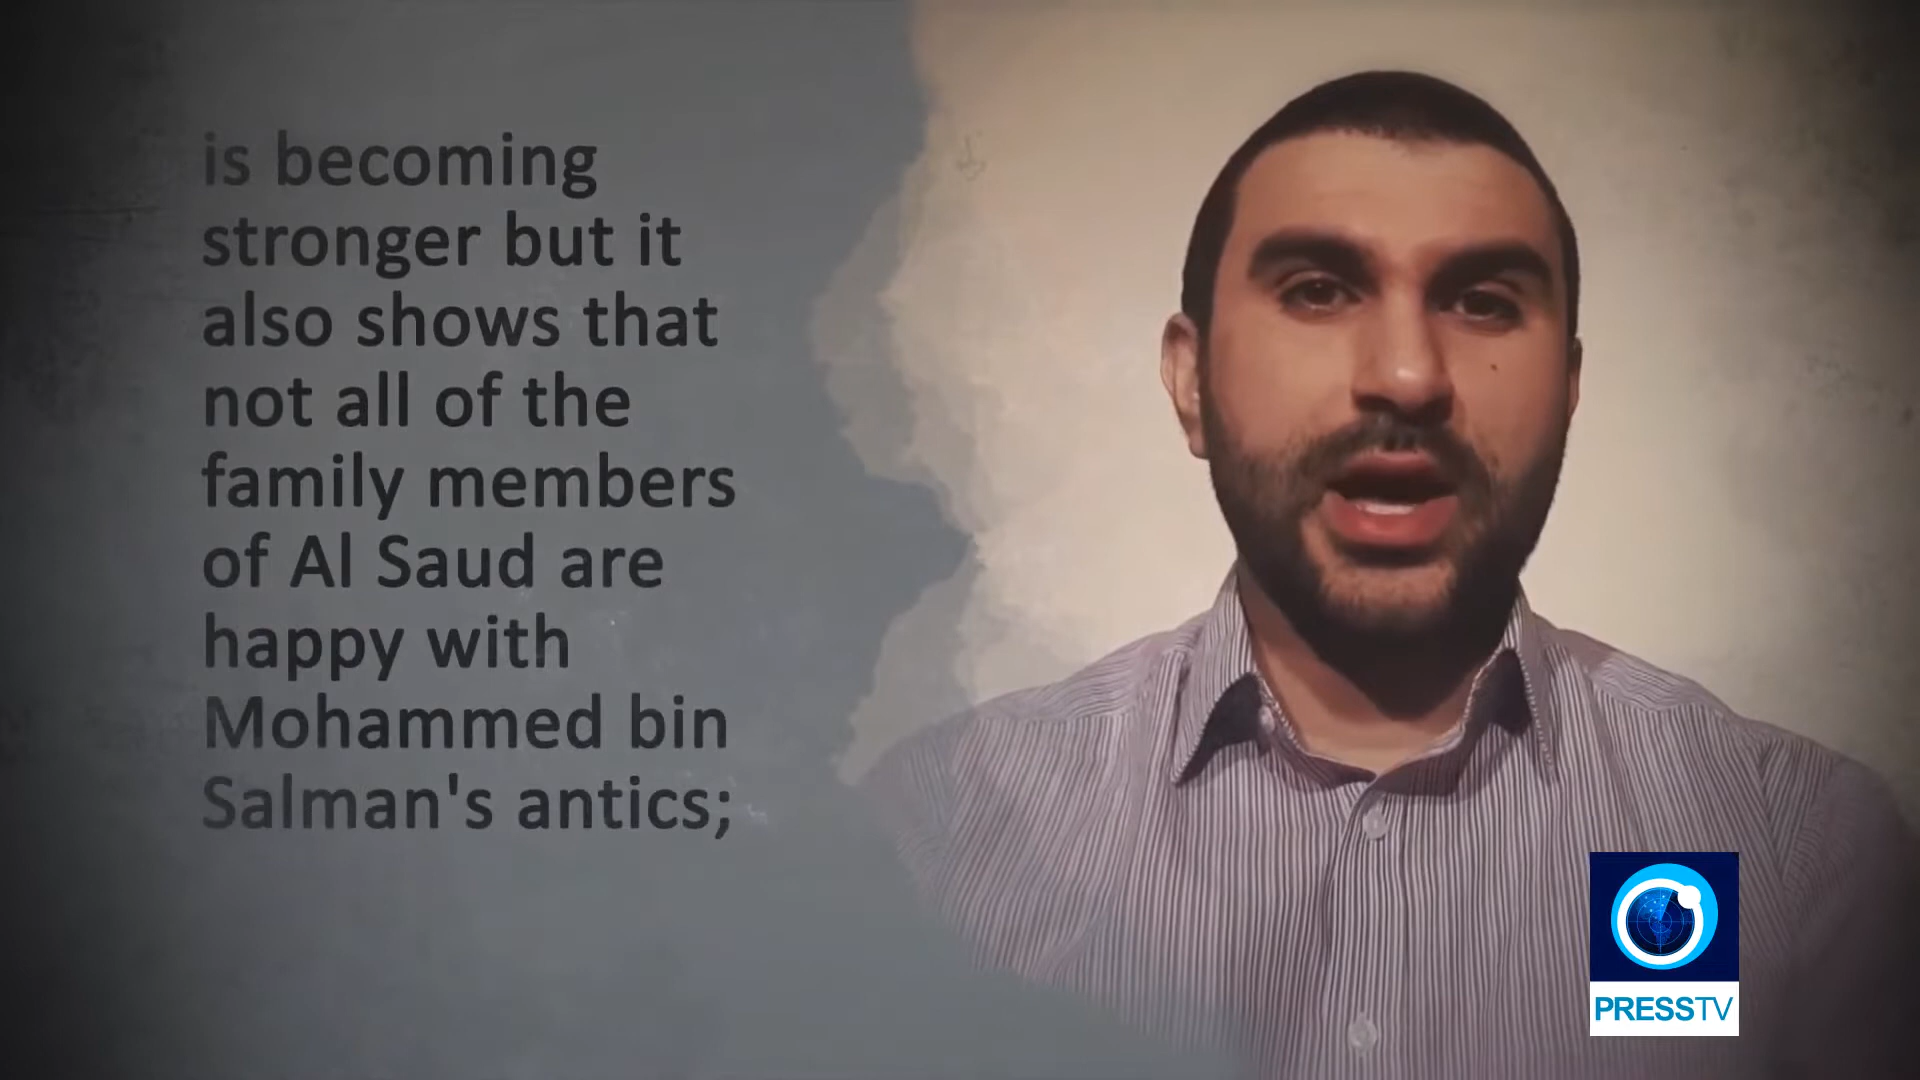 is becoming
stronger but it
also shows that
not all of the
family members
of Al Saud are
happy with
Mohammed bin
Salman's antics;
PRESSTV